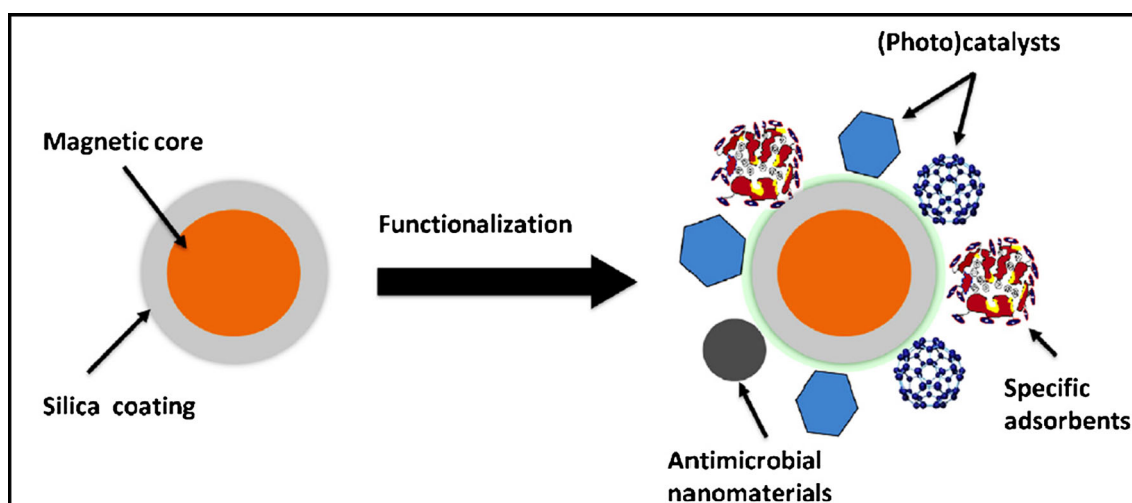 Magnetic core
Silica coating
Functionalization
(Photo)catalysts
Specific
adsorbents
Antimicrobial
nanomaterials